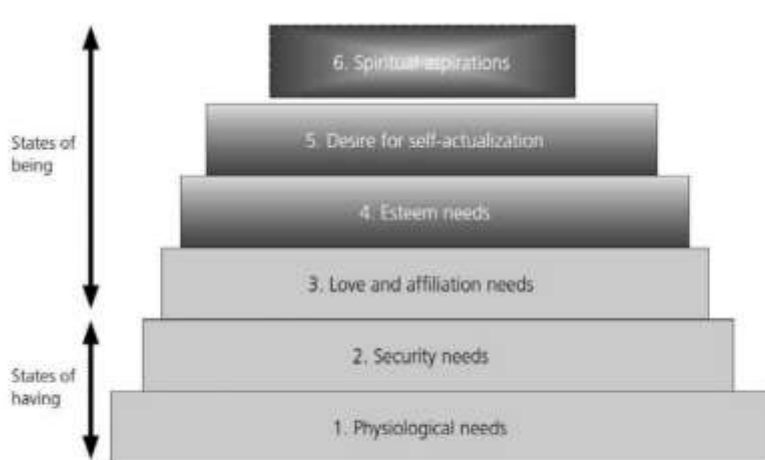 6. Spiritual aspirations
5. Desire for self-actualization
States of
being
4. Esteem needs
3. Love and affiliation needs
2. Security needs
States of
having
1. Physiological needs